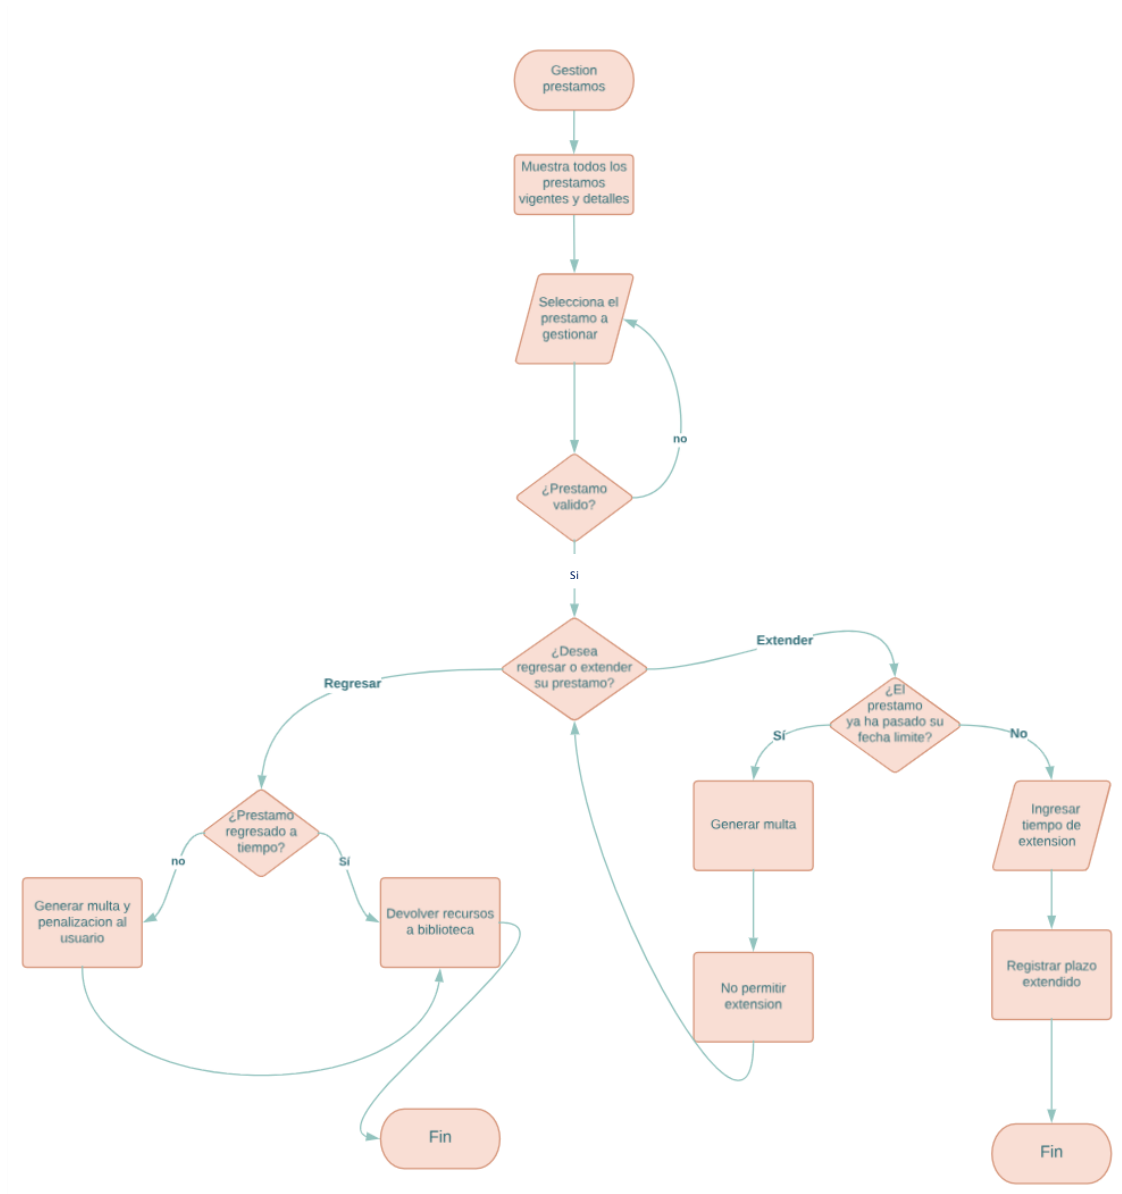 Gestion
prestamos
Muestra todos los
prestamos
vigentes y detalles
Selecciona el
prestamo a
gestionar
no
¿Prestamo
valido?
Si
¿Desea
regresar o extender
su prestamo?
Extender
Regresar
¿El
prestamo
ya ha pasado su
fecha limite?
Sí
No
¿Prestamo
regresado a
tiempo?
Generar multa
Ingresar
tiempo de
extension
no
Sí
Generar multa y
penalizacion al
usuario
Devolver recursos
a biblioteca
No permitir
extension
Registrar plazo
extendido
Fin
Fin